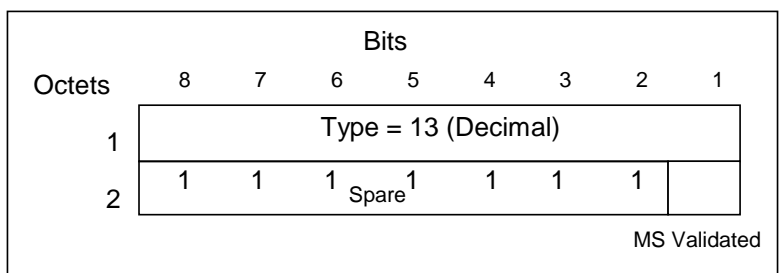 Bits
Octets 8 7 6 5 4 3 2 1
1 Type = 13 (Decimal)
2 1 1 1 1 1 1 1
Spare
MS Validated